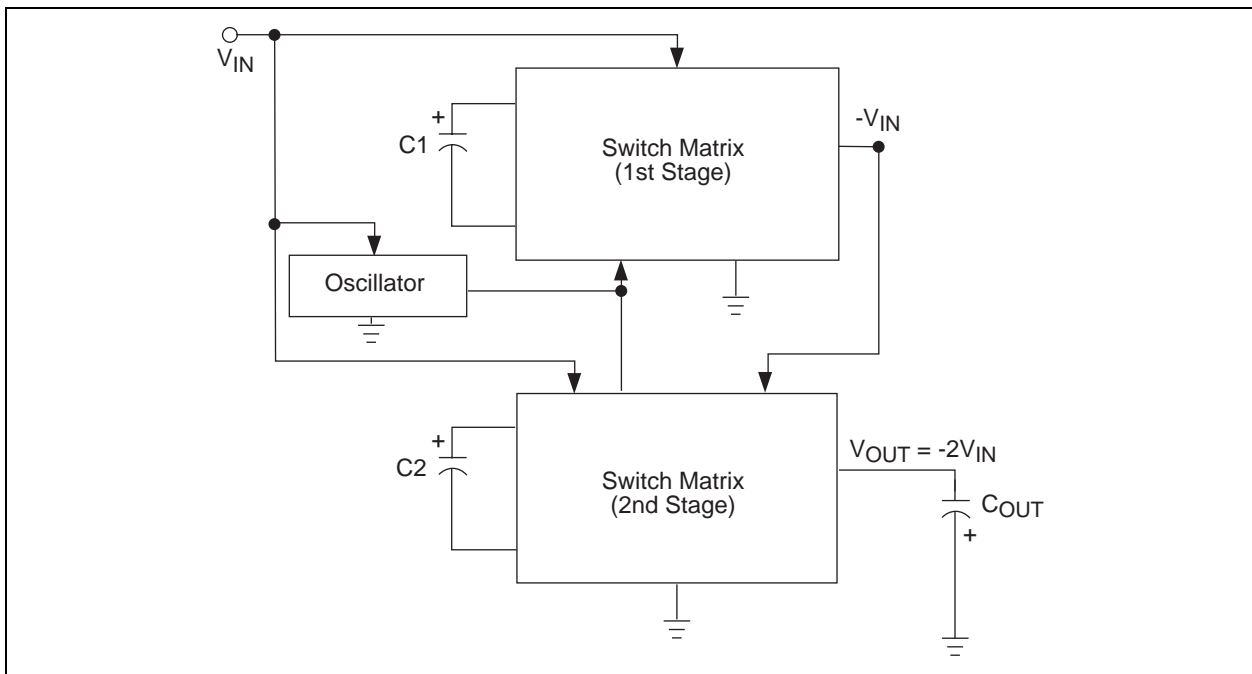 V_IN
+
C1
Switch Matrix
(1st Stage)
-V_IN
Oscillator
+
C2
Switch Matrix
(2nd Stage)
V_OUT = -2V_IN
C_OUT
+